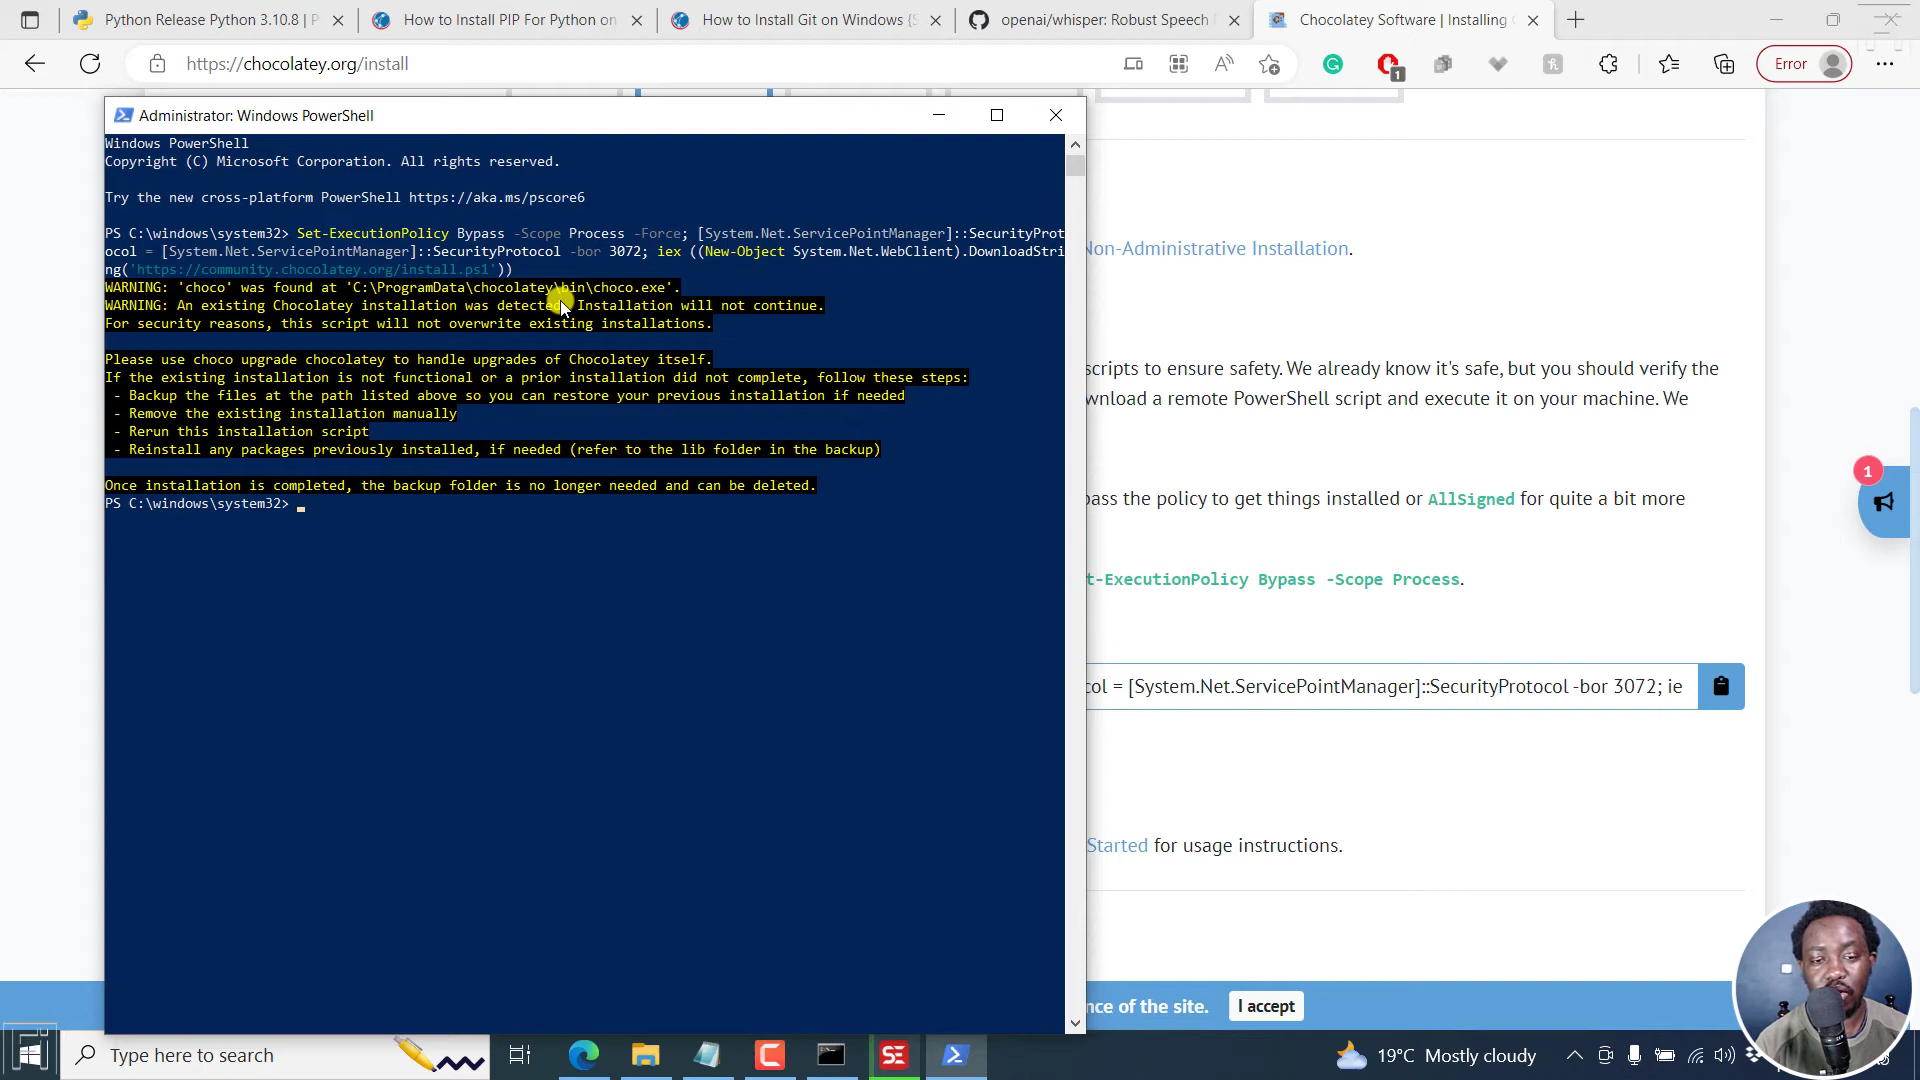 Python Release Python 3.10.8 | P
How to Install PIP For Python on
How to Install Git on Windows {S
openai/whisper: Robust Speech
Chocolatey Software | Installing
https://chocolatey.org/install
1
Error
Administrator: Windows PowerShell
Windows PowerShell
Copyright (C) Microsoft Corporation. All rights reserved.
Try the new cross-platform PowerShell https://aka.ms/pscore6
PS C:\windows\system32> Set-ExecutionPolicy Bypass -Scope Process -Force; [System.Net.ServicePointManager]::SecurityProt
ocol = [System.Net.ServicePointManager]::SecurityProtocol -bor 3072; iex ((New-Object System.Net.WebClient).DownloadStri
ng('https://community.chocolatey.org/install.ps1'))
WARNING: 'choco' was found at 'C:\ProgramData\chocolatey\bin\choco.exe'.
WARNING: An existing Chocolatey installation was detected. Installation will not continue.
For security reasons, this script will not overwrite existing installations.
Please use choco upgrade chocolatey to handle upgrades of Chocolatey itself.
If the existing installation is not functional or a prior installation did not complete, follow these steps:
- Backup the files at the path listed above so you can restore your previous installation if needed
- Remove the existing installation manually
- Rerun this installation script
- Reinstall any packages previously installed, if needed (refer to the lib folder in the backup)
Once installation is completed, the backup folder is no longer needed and can be deleted.
PS C:\windows\system32>
Non-Administrative Installation.
scripts to ensure safety. We already know it's safe, but you should verify the
wnload a remote PowerShell script and execute it on your machine. We
pass the policy to get things installed or AllSigned for quite a bit more
t-ExecutionPolicy Bypass -Scope Process.
col = [System.Net.ServicePointManager]::SecurityProtocol -bor 3072; ie
Started for usage instructions.
1
nce of the site.
I accept
Type here to search
SE
19°C Mostly cloudy